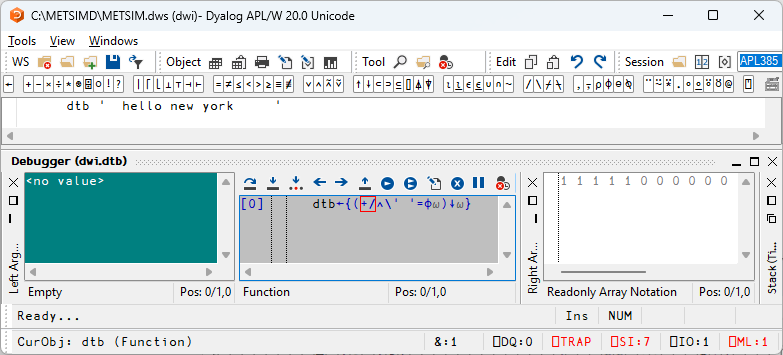 C:\METSIMD\METSIM.dws (dwi)- Dyalog APL/W 20.0 Unicode
Tools View Windows
WS Object Tool Edit Session APL385
← + - × ÷ * ⍟ ⌹ ○ ! ? | ⌈ ⌊ ⊥ ⊤ ⊣ ⊢ = ≠ ≤ < > ≥ ≡ ≢ ∨ ∧ ⍲ ⍱ ↑ ↓ ⊂ ⊃ ⊆ ⌷ ⍋ ⍒ ⍳ ⍸ ∊ ⍷ ∪ ∩ ~ / \ ⌿ ⍀ , ⍪ ⍴ ⌽ ⊖ ⍉ ¨ ⍨ ⍣ . ∘ ⍤ ⍥ @
dtb '  hello new york     '
Debugger (dwi.dtb)
<no value>
[0] dtb←{(+/∧\' '=⌽⍵)↓⍵}
1 1 1 1 1 0 0 0 0 0 0
Left Arg...
Right Ar...
Stack (Ti...
Empty Pos: 0/1,0 Function Pos: 0/1,0 Readonly Array Notation Pos: 0/1,0
Ready... Ins NUM
CurObj: dtb (Function) &:1 ⎕DQ:0 ⎕TRAP ⎕SI:7 ⎕IO:1 ⎕ML:1